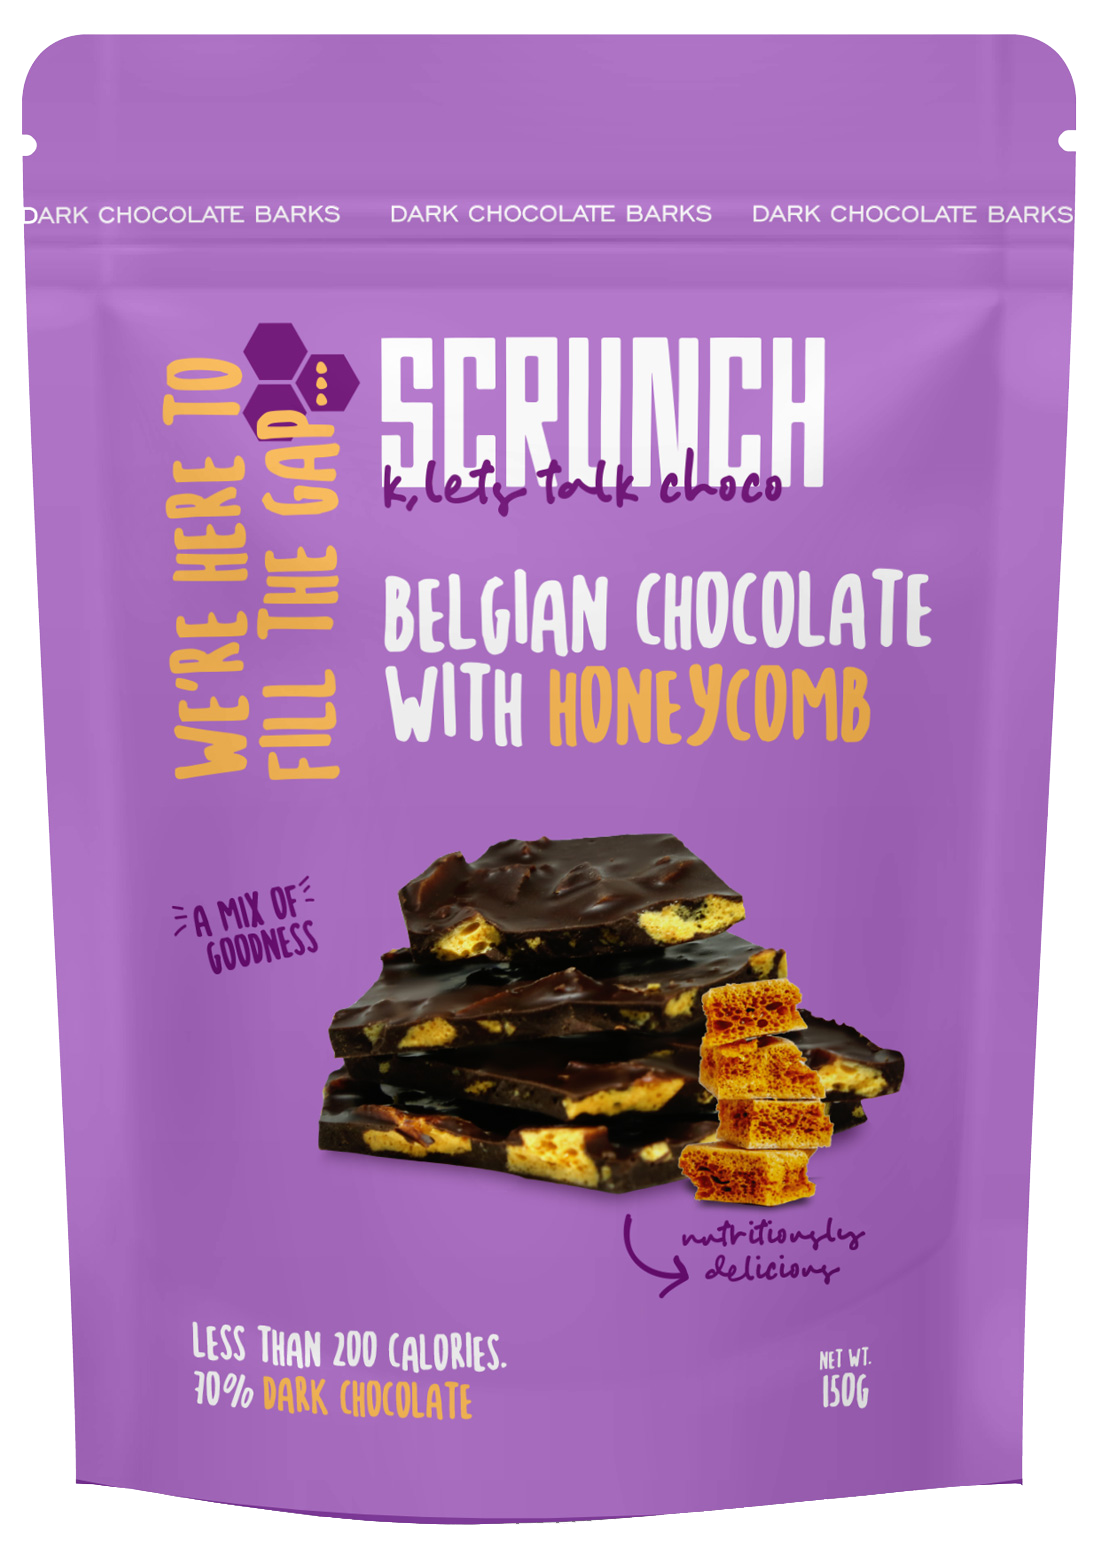 DARK CHOCOLATE BARKS DARK CHOCOLATE BARKS DARK CHOCOLATE BARKS
WE'RE HERE TO
FILL THE GAP...
SCRUNCH
k, lets talk choco
BELGIAN CHOCOLATE
WITH HONEYCOMB
A MIX OF
GOODNESS
nutritiously
delicious
LESS THAN 200 CALORIES.
70% DARK CHOCOLATE
NET WT.
150G